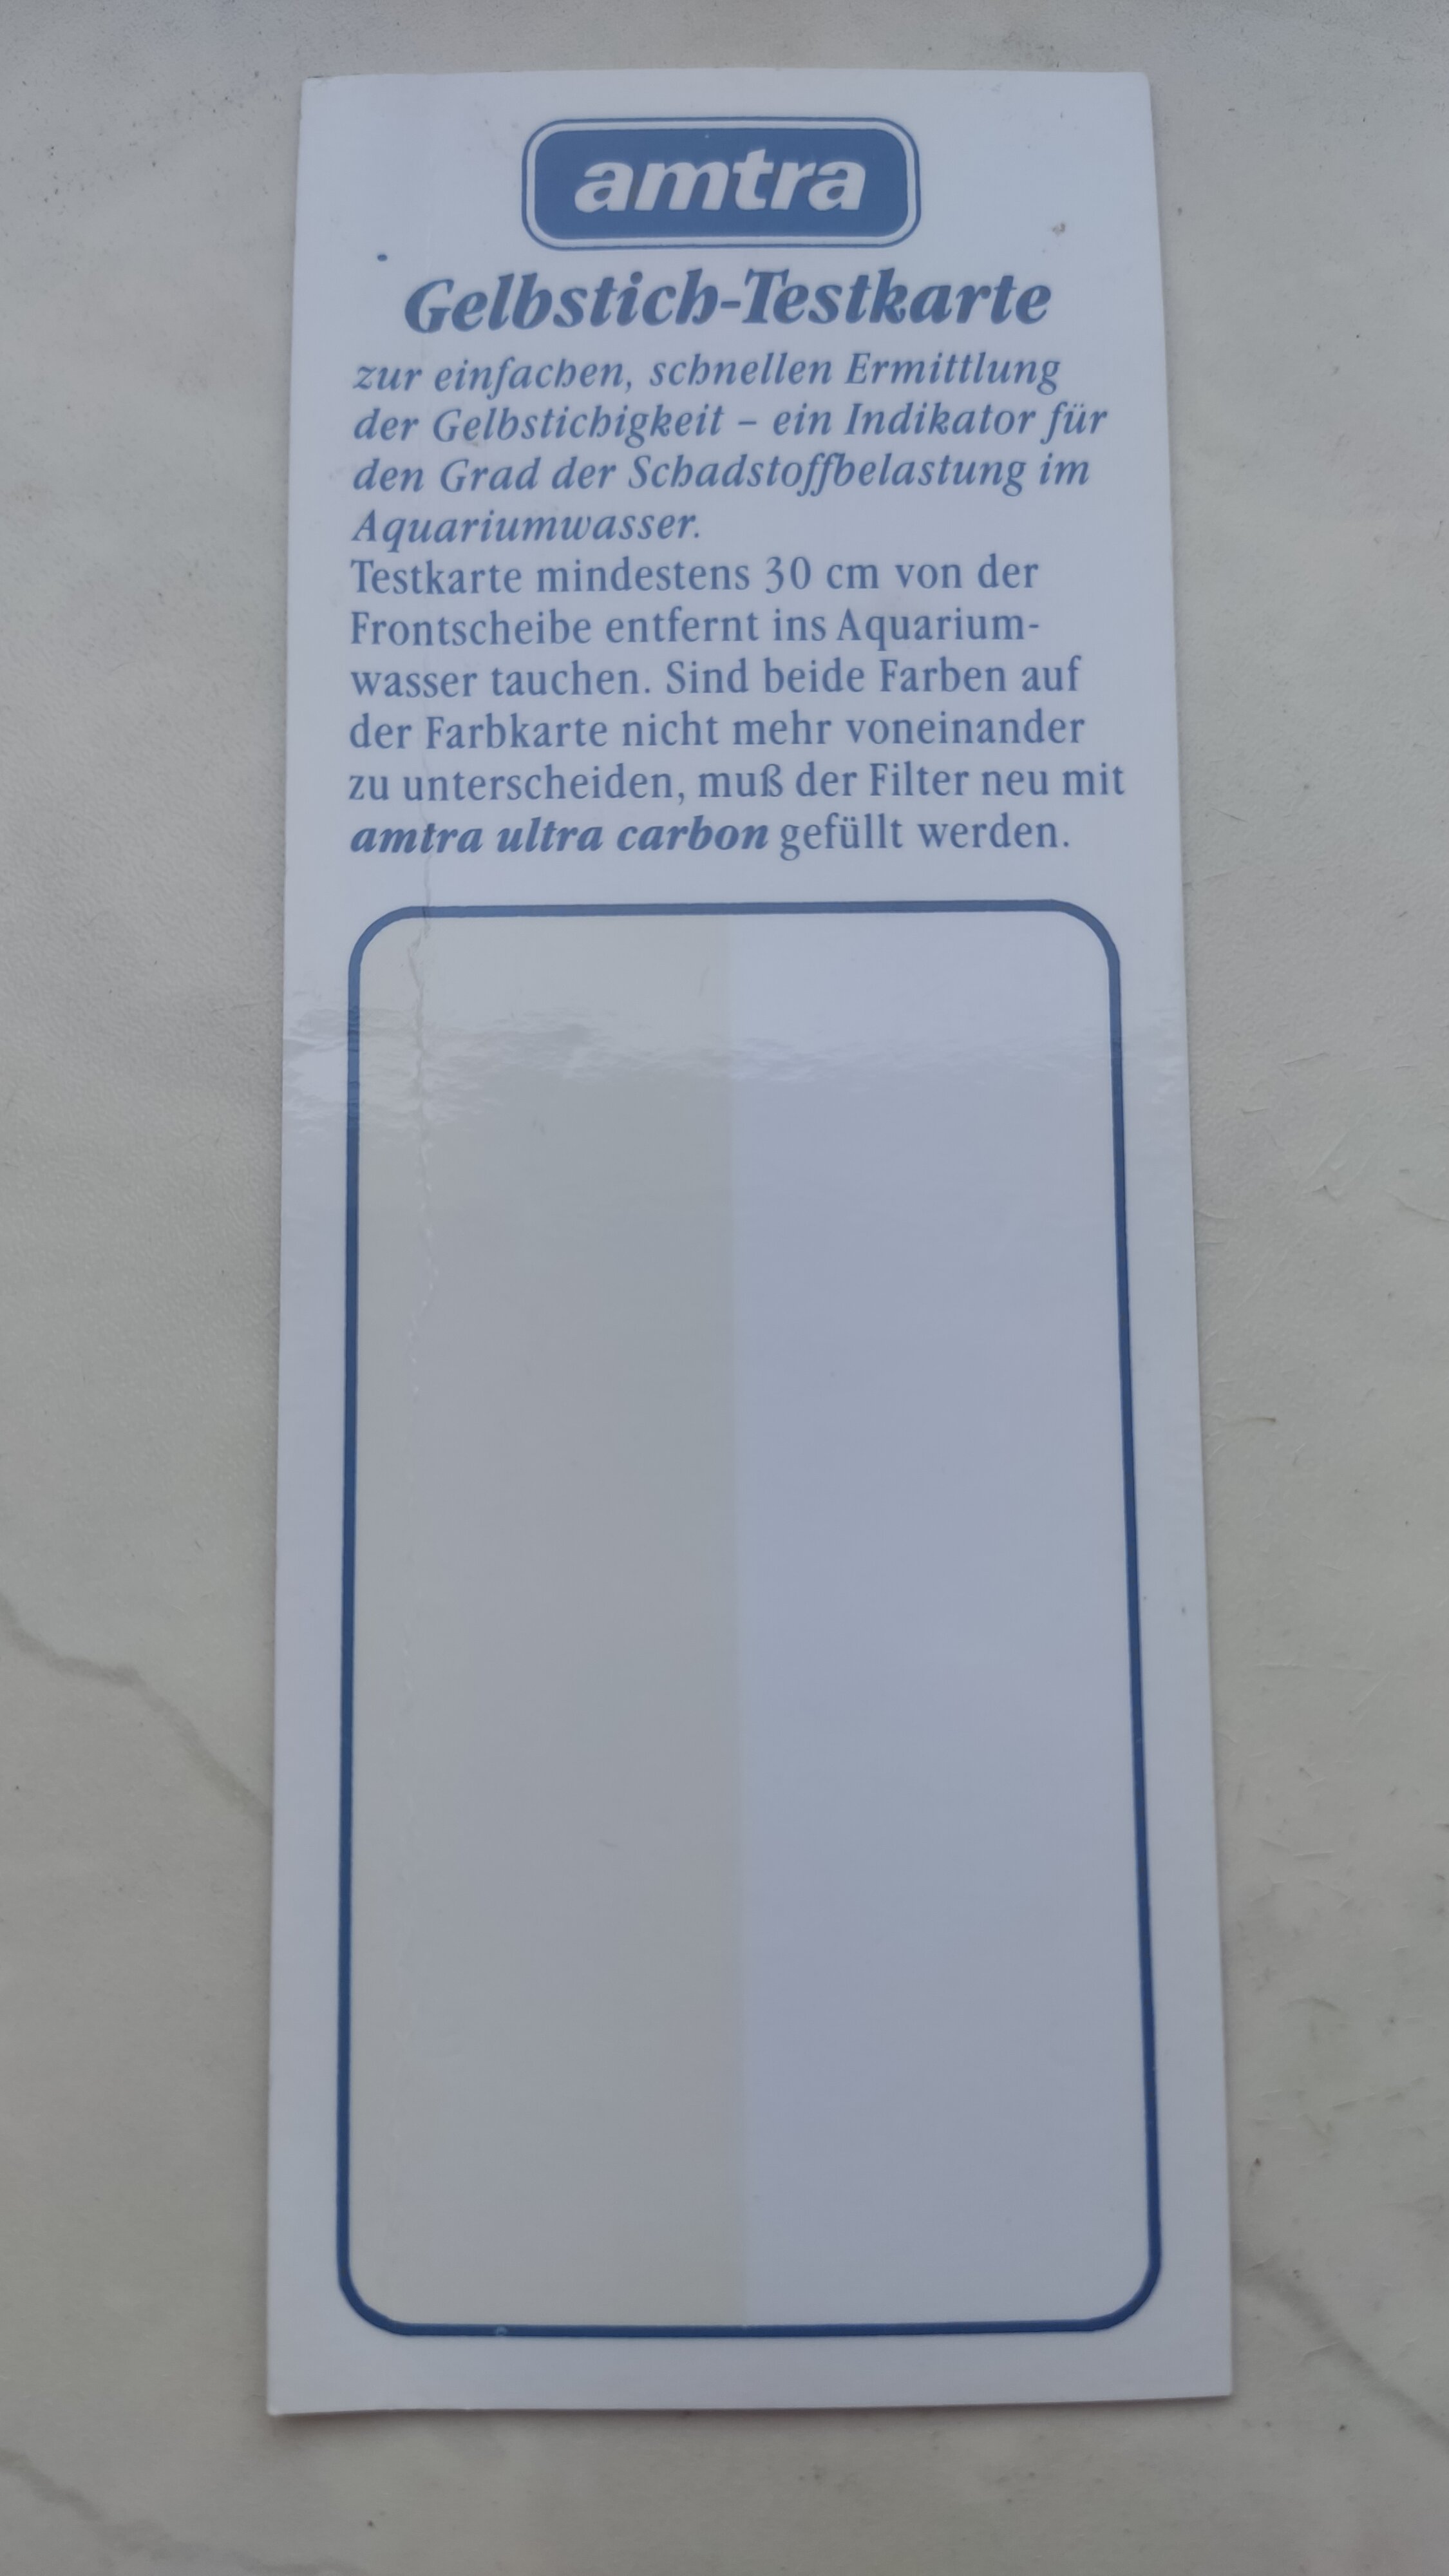 amtra
Gelbstich-Testkarte
zur einfachen, schnellen Ermittlung
der Gelbstichigkeit – ein Indikator für
den Grad der Schadstoffbelastung im
Aquariumwasser.
Testkarte mindestens 30 cm von der
Frontscheibe entfernt ins Aquarium-
wasser tauchen. Sind beide Farben auf
der Farbkarte nicht mehr voneinander
zu unterscheiden, muß der Filter neu mit
amtra ultra carbon gefüllt werden.